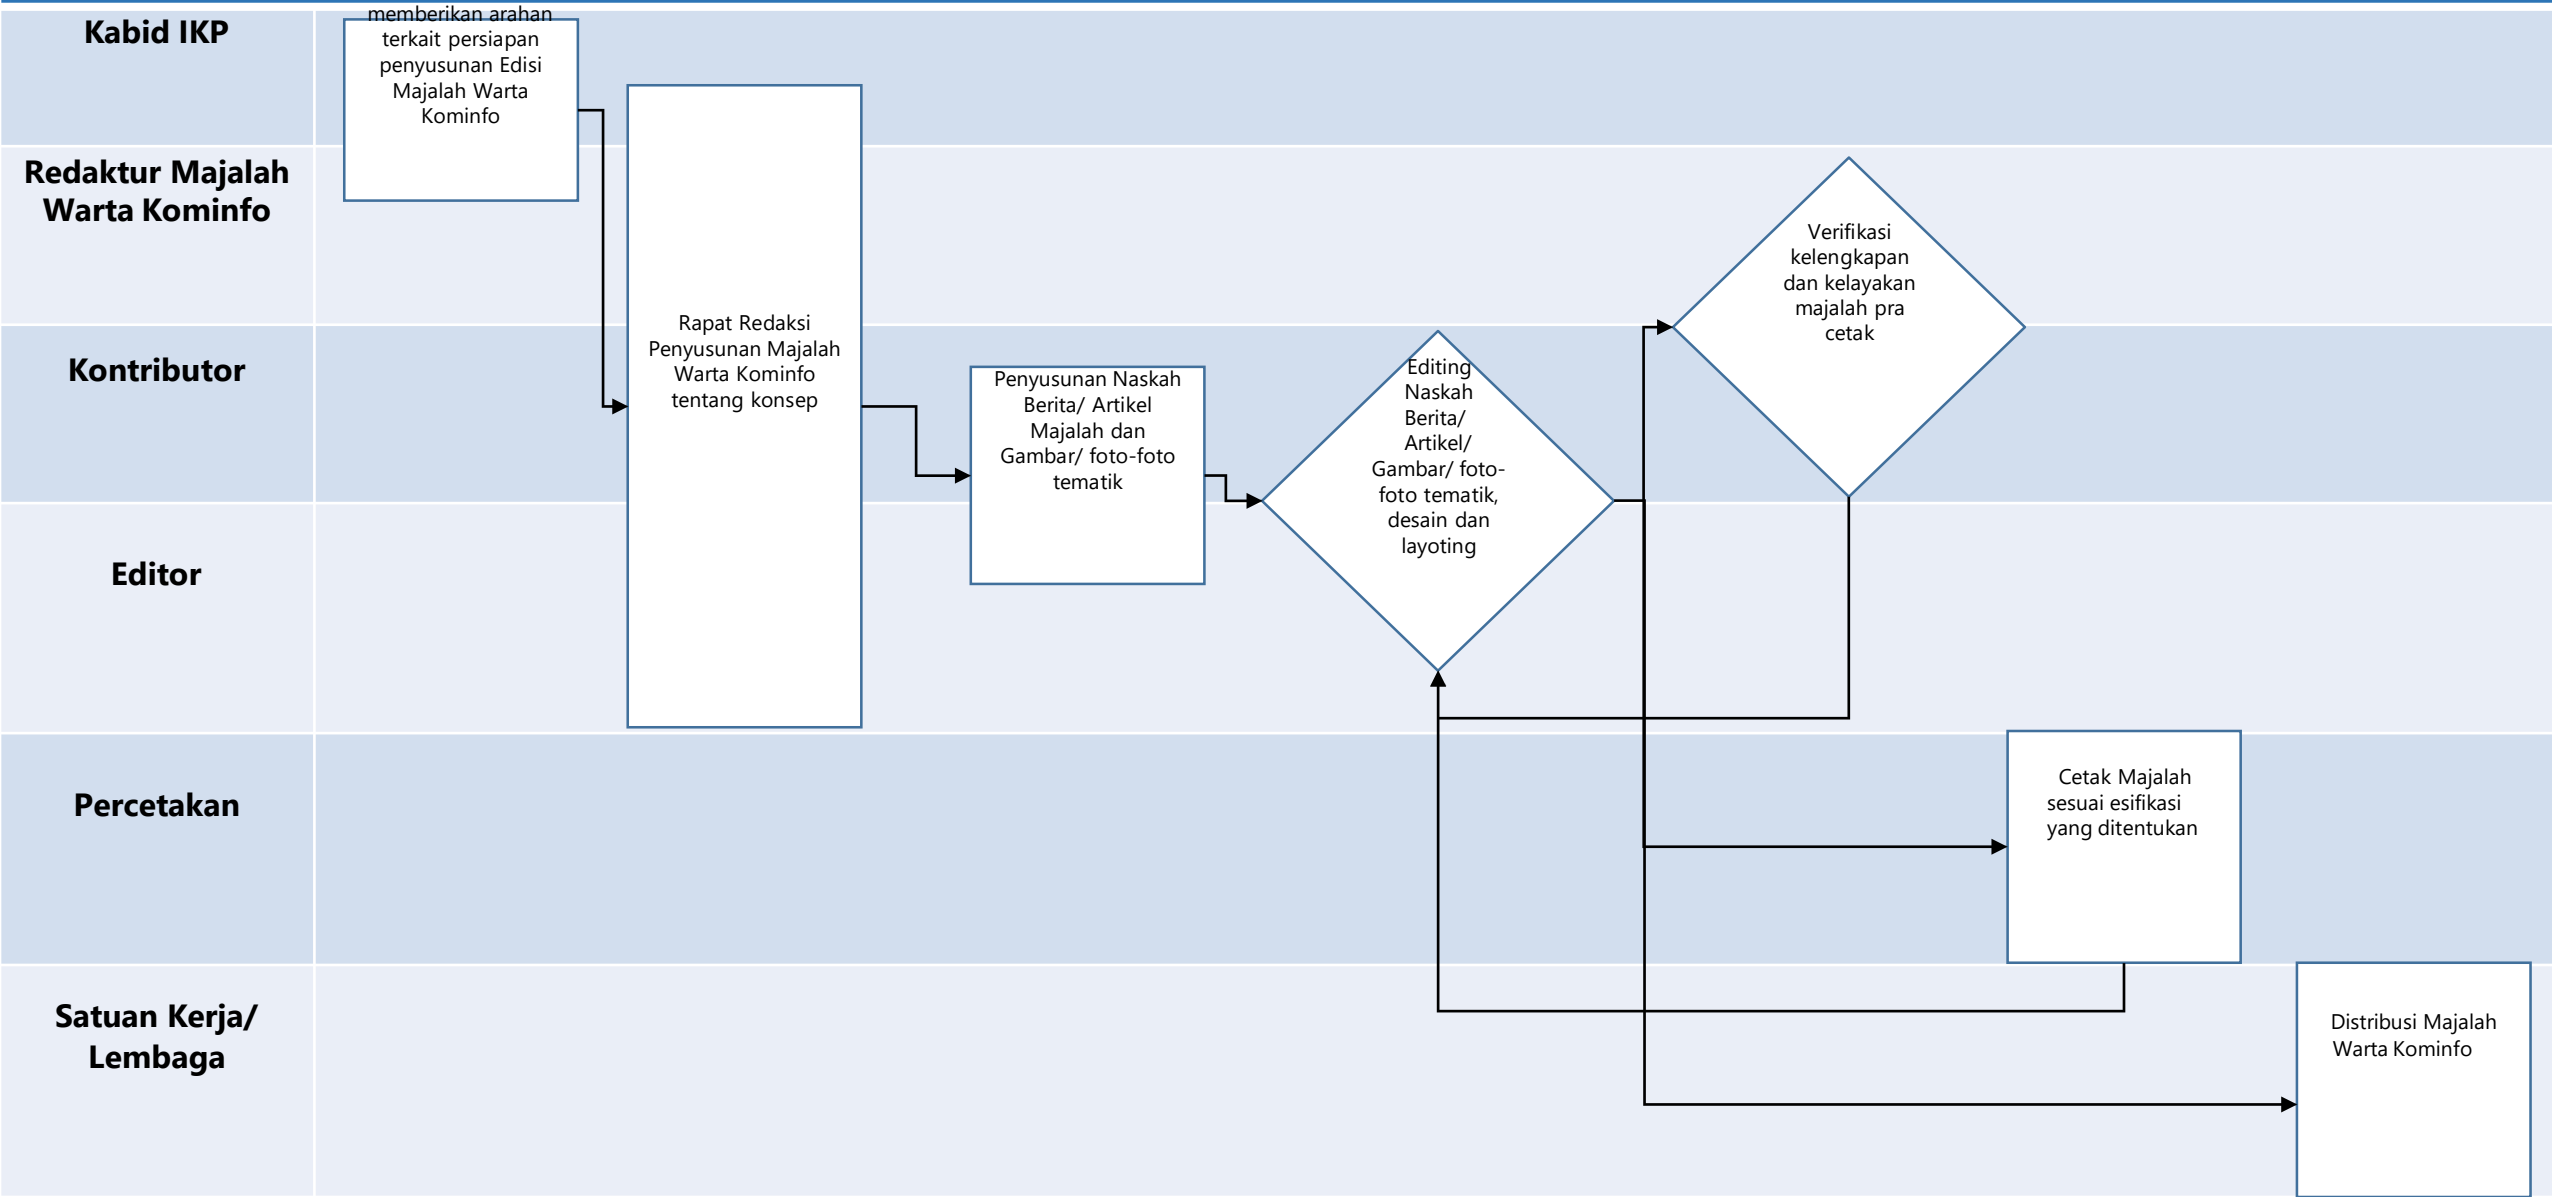 Kabid IKP
memberikan arahan
terkait persiapan
penyusunan Edisi
Majalah Warta
Kominfo
Redaktur Majalah
Warta Kominfo
Rapat Redaksi
Penyusunan Majalah
Warta Kominfo
tentang konsep
Verifikasi
kelengkapan
dan kelayakan
majalah pra
cetak
Kontributor
Penyusunan Naskah
Berita/ Artikel
Majalah dan
Gambar/ foto-foto
tematik
Editing
Naskah
Berita/
Artikel/
Gambar/ foto-
foto tematik,
desain dan
layoting
Editor
Percetakan
Cetak Majalah
sesuai esifikasi
yang ditentukan
Satuan Kerja/
Lembaga
Distribusi Majalah
Warta Kominfo